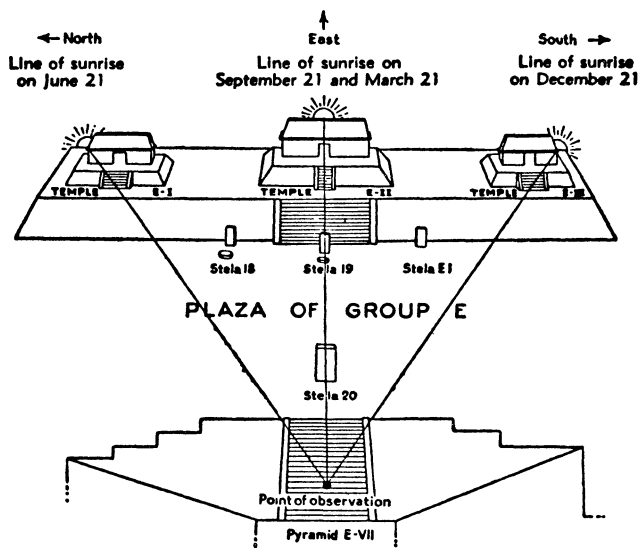 North
East
South
Line of sunrise
on June 21
Line of sunrise on
September 21 and March 21
Line of sunrise
on December 21
TEMPLE E-I
TEMPLE E-II
TEMPLE E-III
Stela 18
Stela 19
Stela E1
PLAZA OF GROUP E
Stela 20
Point of observation
Pyramid E-VII